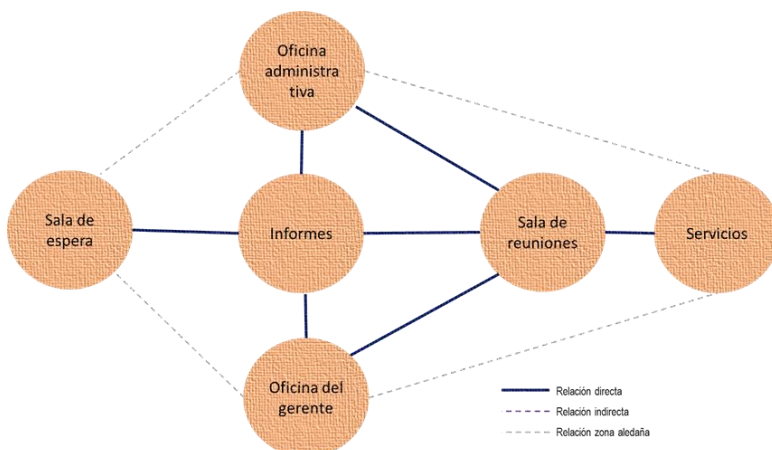 Oficina
administra
tiva
Sala de
espera
Informes
Sala de
reuniones
Servicios
Oficina del
gerente
Relación directa
Relación indirecta
Relación zona aledaña